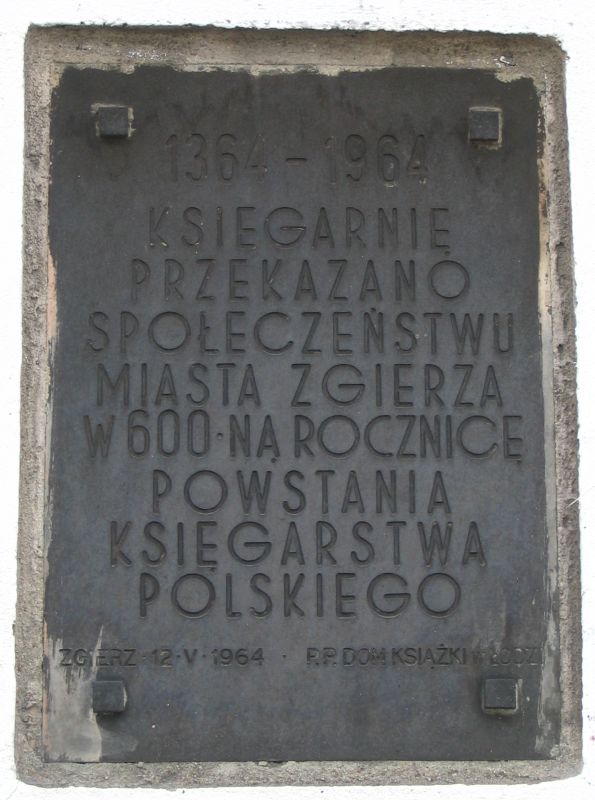 1364 – 1964
KSIĘGARNIĘ
PRZEKAZANO
SPOŁECZEŃSTWU
MIASTA ZGIERZA
W 600·NĄ ROCZNICĘ
POWSTANIA
KSIĘGARSTWA
POLSKIEGO
ZGIERZ · 12 · V · 1964 · P.P. DOM KSIĄŻKI W ŁODZI